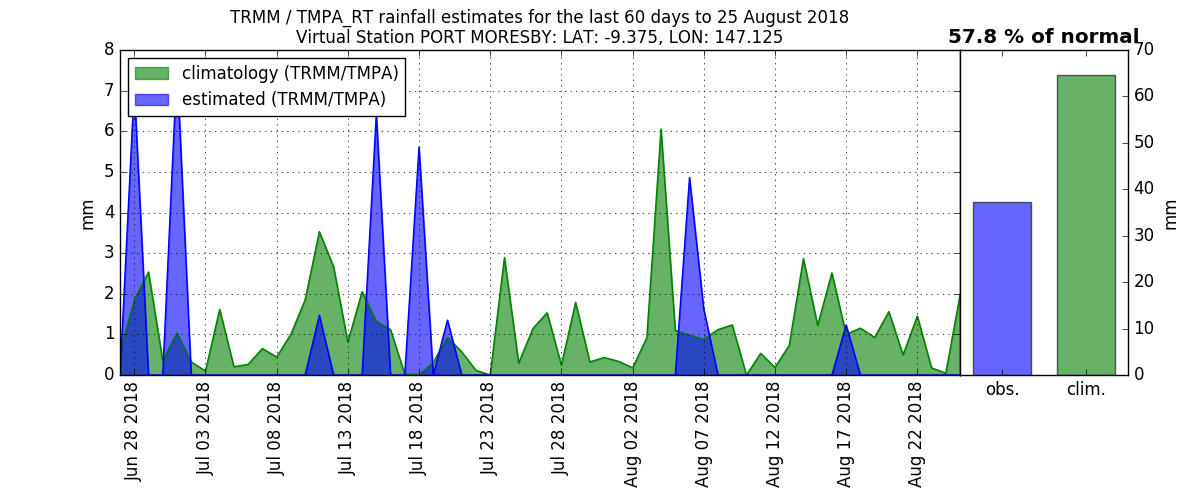 TRMM / TMPA_RT rainfall estimates for the last 60 days to 25 August 2018
Virtual Station PORT MORESBY: LAT: -9.375, LON: 147.125
57.8 % of normal
climatology (TRMM/TMPA)
estimated (TRMM/TMPA)
8
7
6
5
4
3
2
1
0
mm
Jun 28 2018
Jul 03 2018
Jul 08 2018
Jul 13 2018
Jul 18 2018
Jul 23 2018
Jul 28 2018
Aug 02 2018
Aug 07 2018
Aug 12 2018
Aug 17 2018
Aug 22 2018
obs.
clim.
70
60
50
40
30
20
10
0
mm